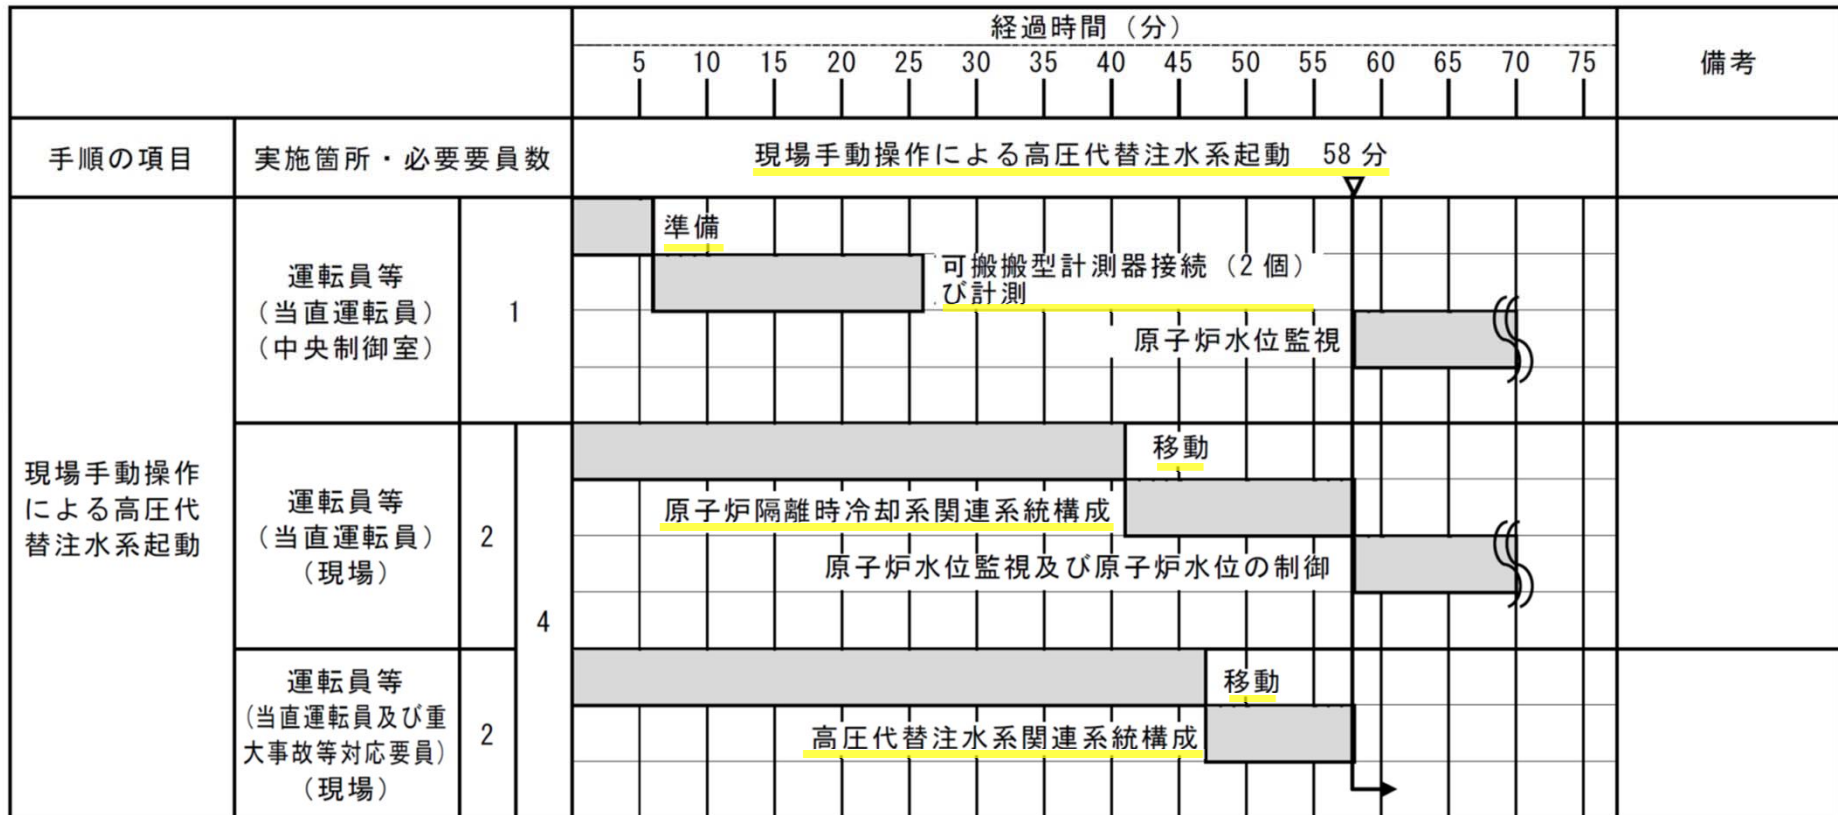 経過時間（分）
5 10 15 20 25 30 35 40 45 50 55 60 65 70 75
備考
手順の項目
実施箇所・必要要員数
現場手動操作による高圧代替注水系起動 58分
現場手動操作
による高圧代
替注水系起動
運転員等
（当直運転員）
（中央制御室）
1
準備
可搬搬型計測器接続（2個）
び計測
原子炉水位監視
運転員等
（当直運転員）
（現場）
2
4
移動
原子炉隔離時冷却系関連系統構成
原子炉水位監視及び原子炉水位の制御
運転員等
（当直運転員及び重
大事故等対応要員）
（現場）
2
移動
高圧代替注水系関連系統構成